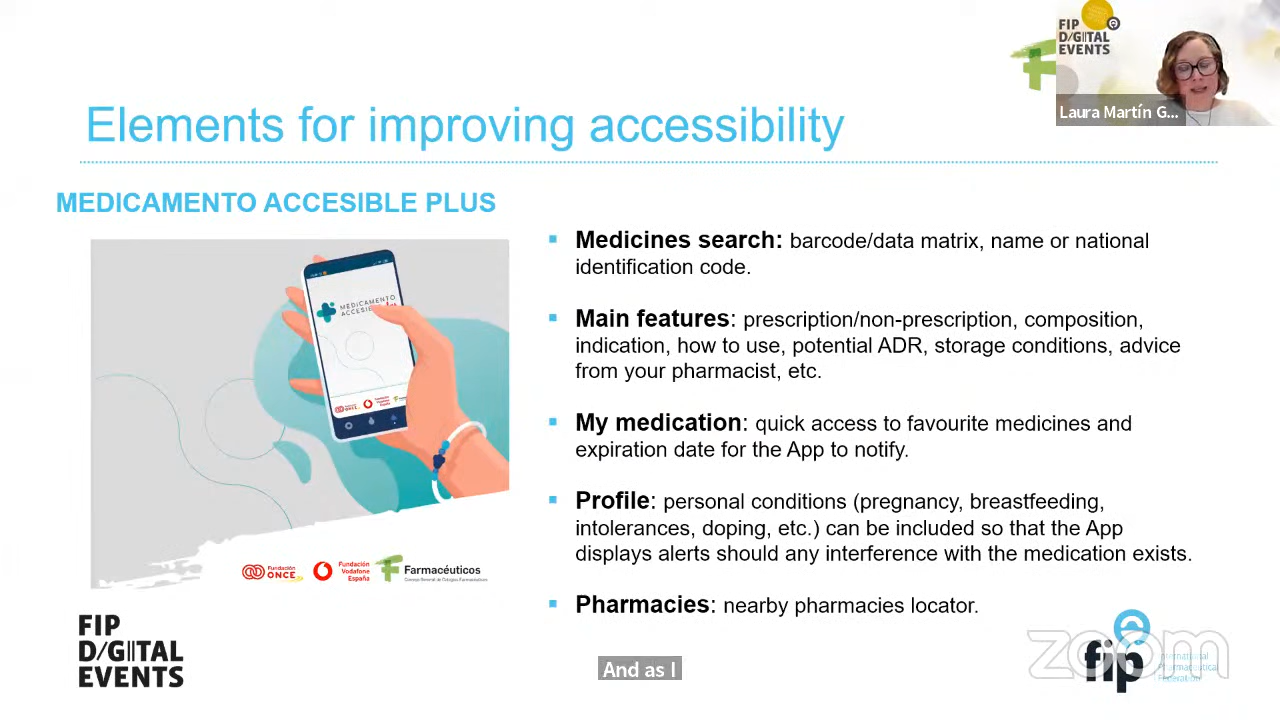 FIP
D/G|TAL
EVENTS
Laura Martín G...
Elements for improving accessibility
MEDICAMENTO ACCESIBLE PLUS
MEDICAMENTO
ACCESIBLE
Fundación
ONCE
Fundación
Vodafone
España
Farmacéuticos
Consejo General de Colegios Farmacéuticos
▪ Medicines search: barcode/data matrix, name or national
identification code.
▪ Main features: prescription/non-prescription, composition,
indication, how to use, potential ADR, storage conditions, advice
from your pharmacist, etc.
▪ My medication: quick access to favourite medicines and
expiration date for the App to notify.
▪ Profile: personal conditions (pregnancy, breastfeeding,
intolerances, doping, etc.) can be included so that the App
displays alerts should any interference with the medication exists.
▪ Pharmacies: nearby pharmacies locator.
FIP
D/G|TAL
EVENTS
And as I
zoom
fip
International
Pharmaceutical
Federation